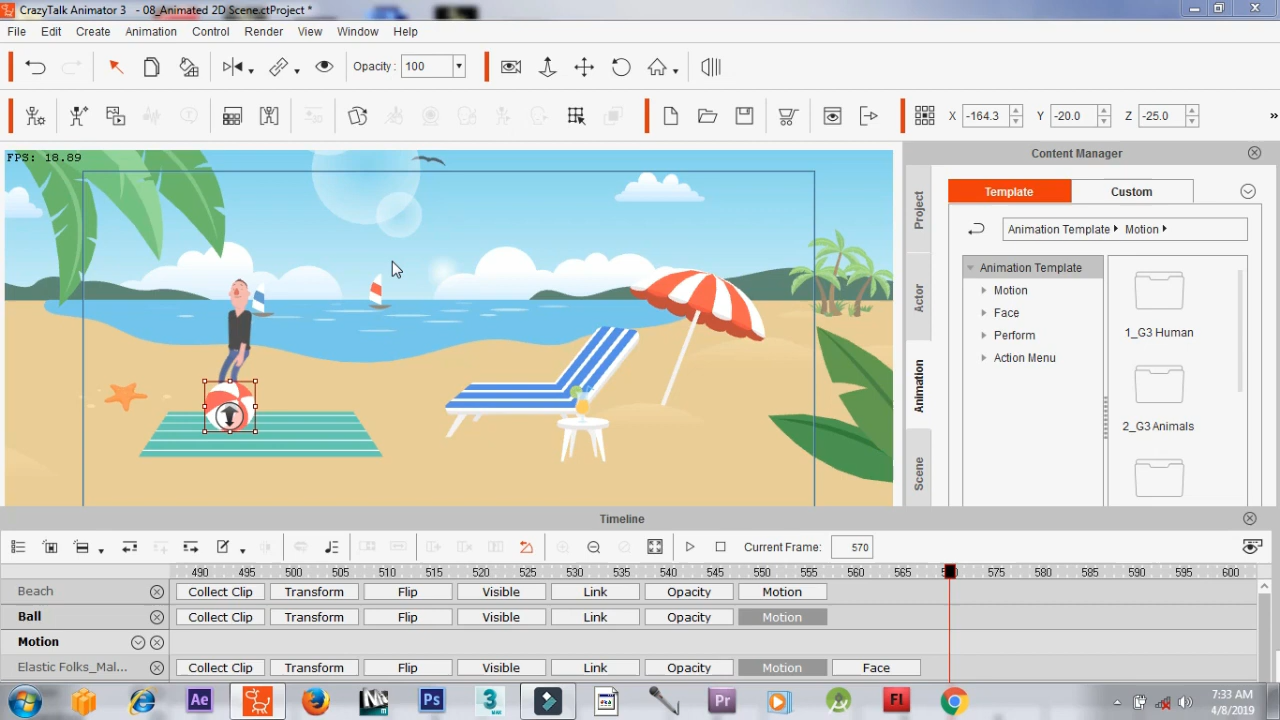 CrazyTalk Animator 3 - 08_Animated 2D Scene.ctProject *
File Edit Create Animation Control Render View Window Help
Opacity : 100
X -164.3 Y -20.0 Z -25.0 »
FPS: 18.89
Content Manager
Project
Actor
Animation
Scene
Template Custom
Animation Template Motion
Animation Template
Motion
Face
Perform
Action Menu
1_G3 Human
2_G3 Animals
Timeline
Current Frame: 570
490 495 500 505 510 515 520 525 530 535 540 545 550 555 560 565 575 580 585 590 595 600
Beach Collect Clip Transform Flip Visible Link Opacity Motion
Ball Collect Clip Transform Flip Visible Link Opacity Motion
Motion
Elastic Folks_Mal... Collect Clip Transform Flip Visible Link Opacity Motion Face
Ae Ps 3 Pr Fl
7:33 AM
4/8/2019